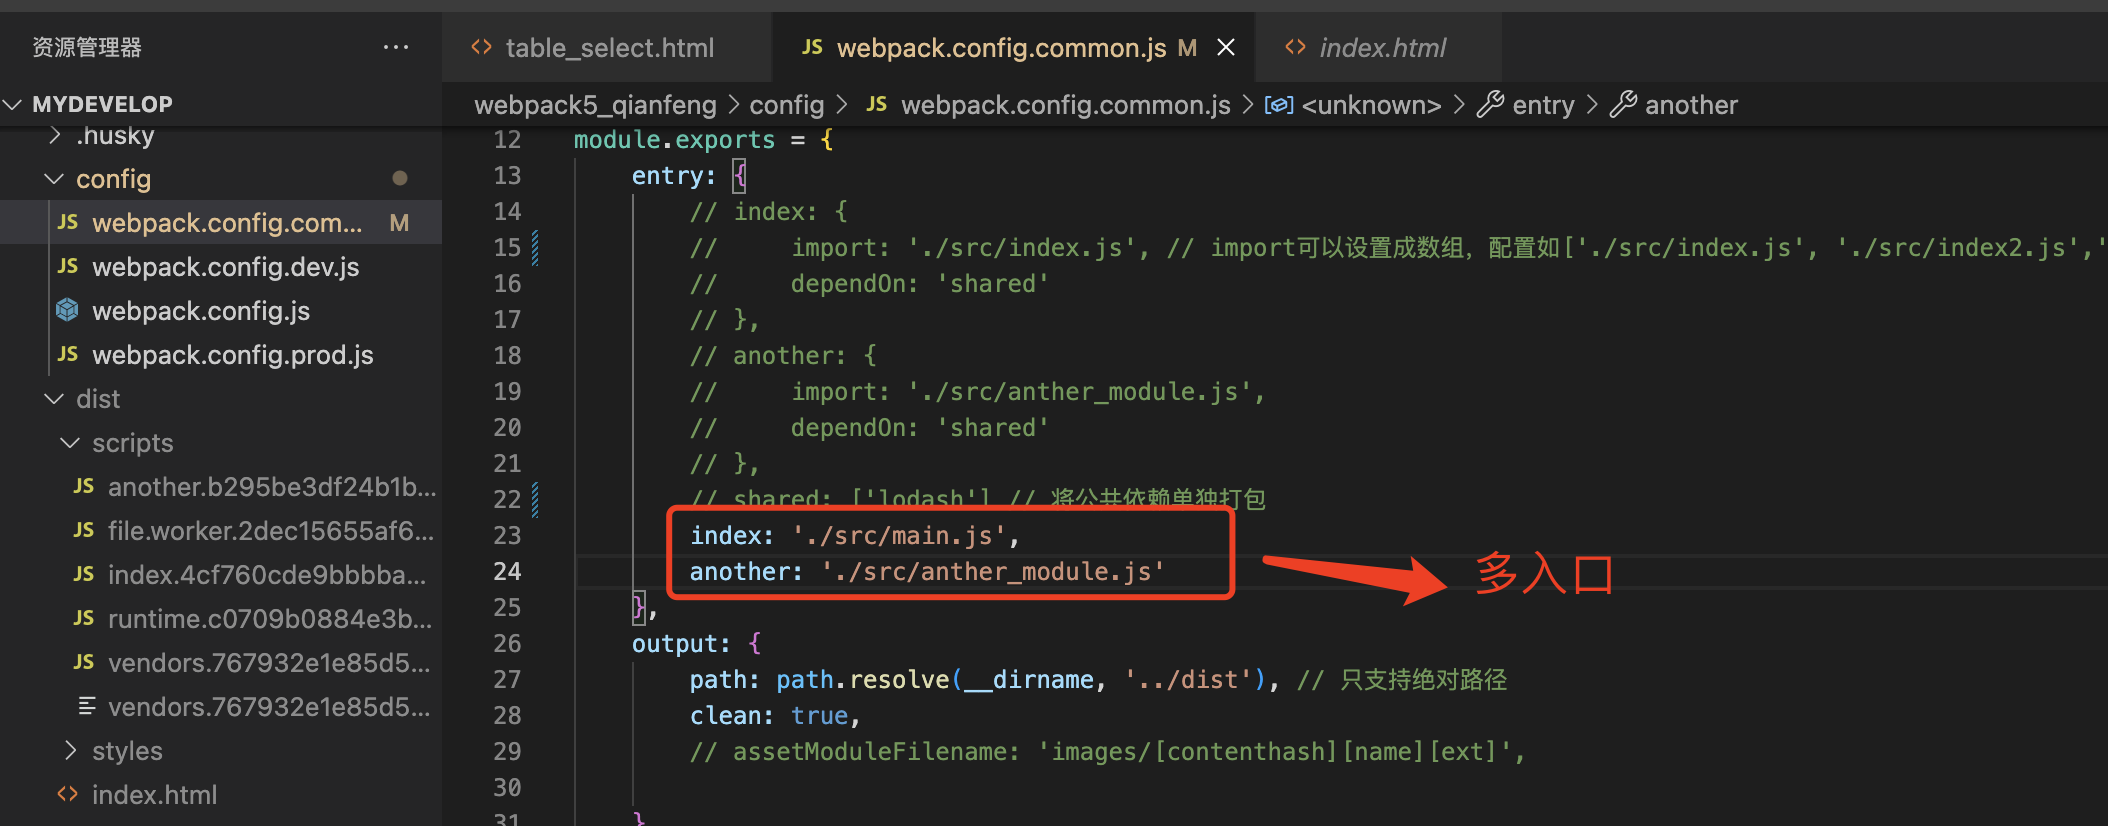 资源管理器 ···
table_select.html
JS webpack.config.common.js M
index.html
MYDEVELOP
webpack5_qianfeng > config > JS webpack.config.common.js > <unknown> > entry > another
.husky
config
JS webpack.config.com... M
JS webpack.config.dev.js
webpack.config.js
JS webpack.config.prod.js
dist
scripts
JS another.b295be3df24b1b...
JS file.worker.2dec15655af6...
JS index.4cf760cde9bbbba...
JS runtime.c0709b0884e3b...
JS vendors.767932e1e85d5...
vendors.767932e1e85d5...
styles
index.html
12 module.exports = {
13 entry: {
14 // index: {
15 // import: './src/index.js', // import可以设置成数组，配置如['./src/index.js', './src/index2.js','
16 // dependOn: 'shared'
17 // },
18 // another: {
19 // import: './src/anther_module.js',
20 // dependOn: 'shared'
21 // },
22 // shared: ['lodash'] // 将公共依赖单独打包
23 index: './src/main.js',
24 another: './src/anther_module.js'
25 },
26 output: {
27 path: path.resolve(__dirname, '../dist'), // 只支持绝对路径
28 clean: true,
29 // assetModuleFilename: 'images/[contenthash][name][ext]',
30
31 }
多入口